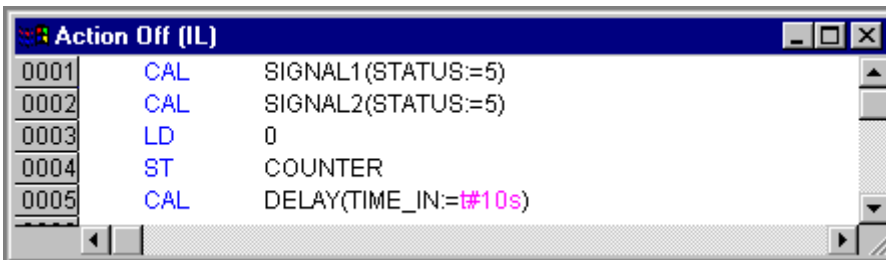 Action Off (IL)
0001 CAL SIGNAL1(STATUS:=5)
0002 CAL SIGNAL2(STATUS:=5)
0003 LD 0
0004 ST COUNTER
0005 CAL DELAY(TIME_IN:=t#10s)